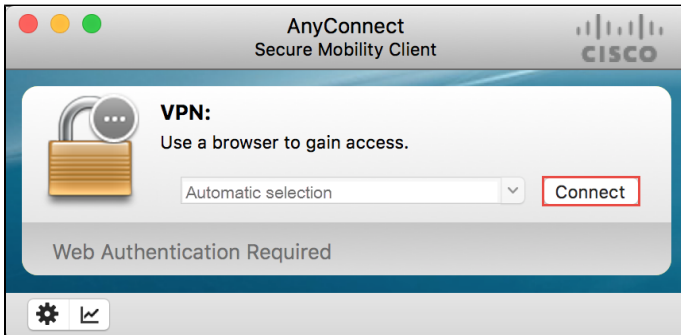 AnyConnect
Secure Mobility Client
CISCO
VPN:
Use a browser to gain access.
Automatic selection
Connect
Web Authentication Required